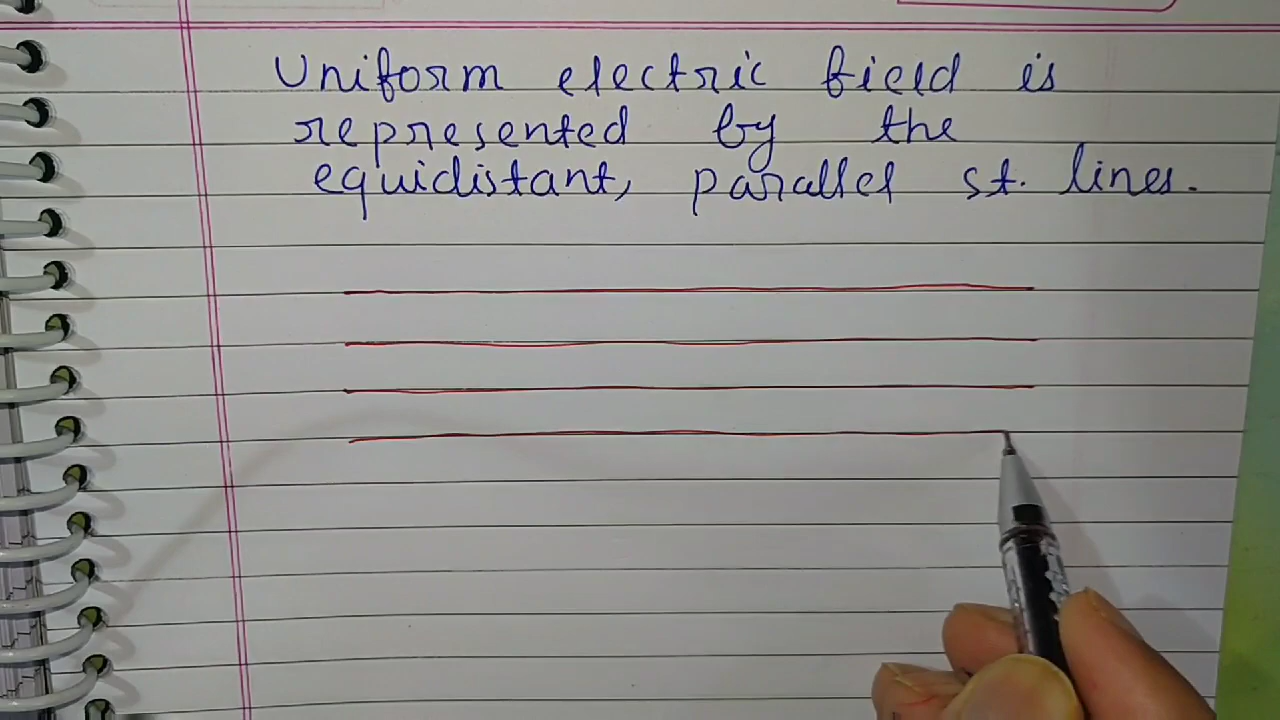 Uniform electric field is
represented by the
equidistant, parallel st. lines.